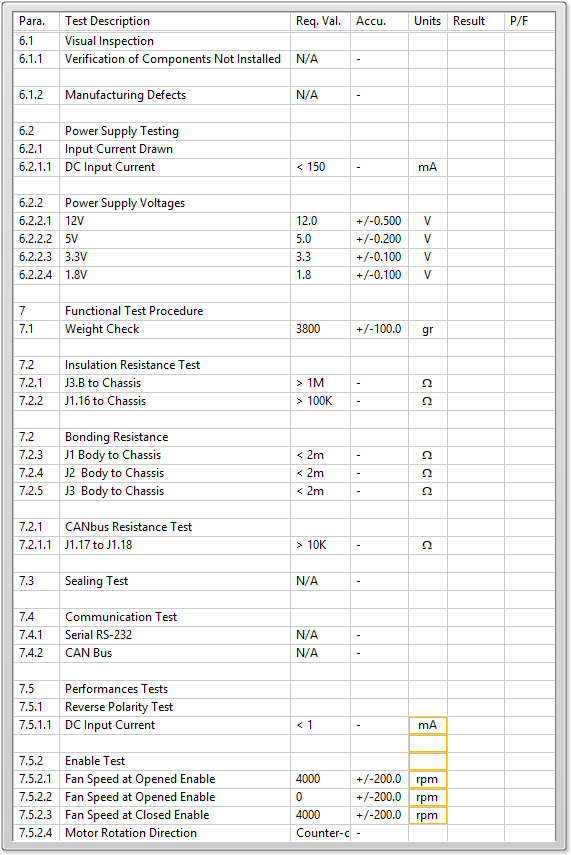 Para. Test Description Req. Val. Accu. Units Result P/F
6.1 Visual Inspection
6.1.1 Verification of Components Not Installed N/A -
6.1.2 Manufacturing Defects N/A -
6.2 Power Supply Testing
6.2.1 Input Current Drawn
6.2.1.1 DC Input Current < 150 - mA
6.2.2 Power Supply Voltages
6.2.2.1 12V 12.0 +/-0.500 V
6.2.2.2 5V 5.0 +/-0.200 V
6.2.2.3 3.3V 3.3 +/-0.100 V
6.2.2.4 1.8V 1.8 +/-0.100 V
7 Functional Test Procedure
7.1 Weight Check 3800 +/-100.0 gr
7.2 Insulation Resistance Test
7.2.1 J3.B to Chassis > 1M - Ω
7.2.2 J1.16 to Chassis > 100K - Ω
7.2 Bonding Resistance
7.2.3 J1 Body to Chassis < 2m - Ω
7.2.4 J2 Body to Chassis < 2m - Ω
7.2.5 J3 Body to Chassis < 2m - Ω
7.2.1 CANbus Resistance Test
7.2.1.1 J1.17 to J1.18 > 10K - Ω
7.3 Sealing Test N/A -
7.4 Communication Test
7.4.1 Serial RS-232 N/A -
7.4.2 CAN Bus N/A -
7.5 Performances Tests
7.5.1 Reverse Polarity Test
7.5.1.1 DC Input Current < 1 - mA
7.5.2 Enable Test
7.5.2.1 Fan Speed at Opened Enable 4000 +/-200.0 rpm
7.5.2.2 Fan Speed at Opened Enable 0 +/-200.0 rpm
7.5.2.3 Fan Speed at Closed Enable 4000 +/-200.0 rpm
7.5.2.4 Motor Rotation Direction Counter-c -